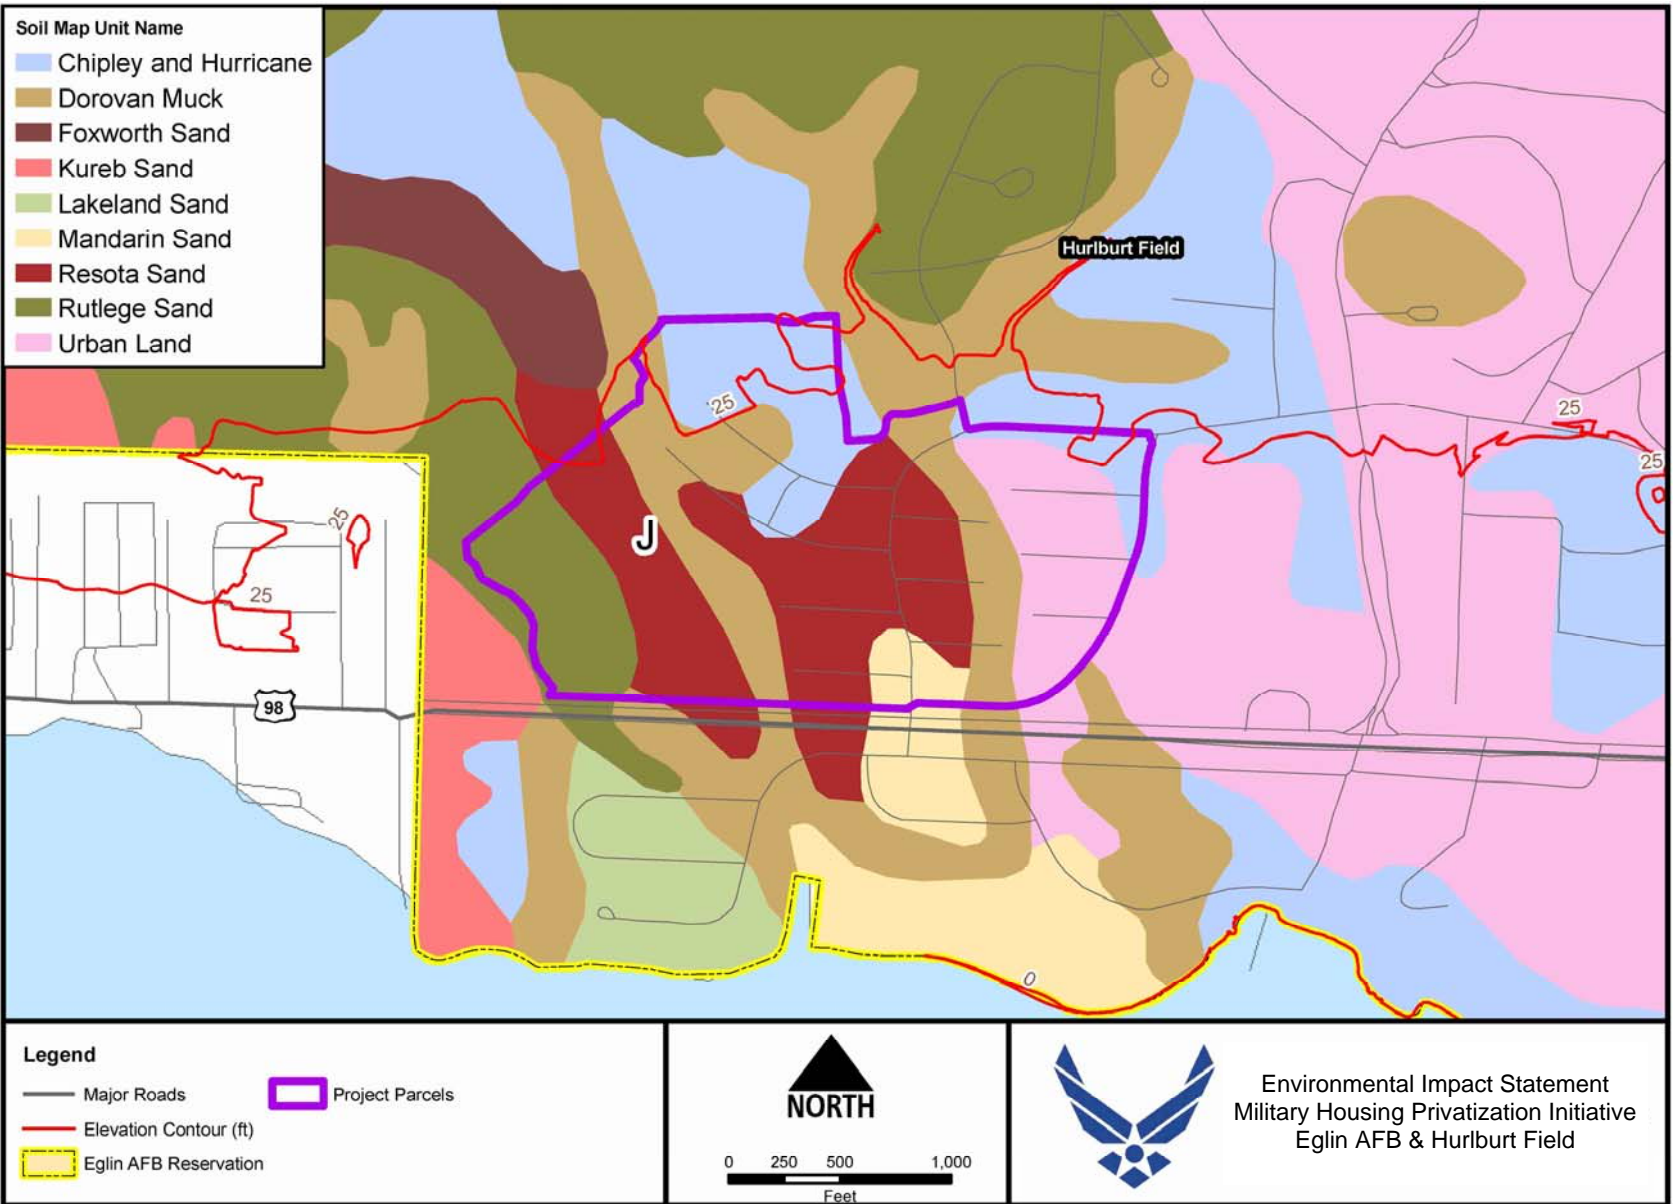 Soil Map Unit Name
Chipley and Hurricane
Dorovan Muck
Foxworth Sand
Kureb Sand
Lakeland Sand
Mandarin Sand
Resota Sand
Rutlege Sand
Urban Land
Hurlburt Field
25
25
25
25
J
25
98
0
Legend
Major Roads
Project Parcels
Elevation Contour (ft)
Eglin AFB Reservation
NORTH
0 250 500 1,000
Feet
Environmental Impact Statement
Military Housing Privatization Initiative
Eglin AFB & Hurlburt Field